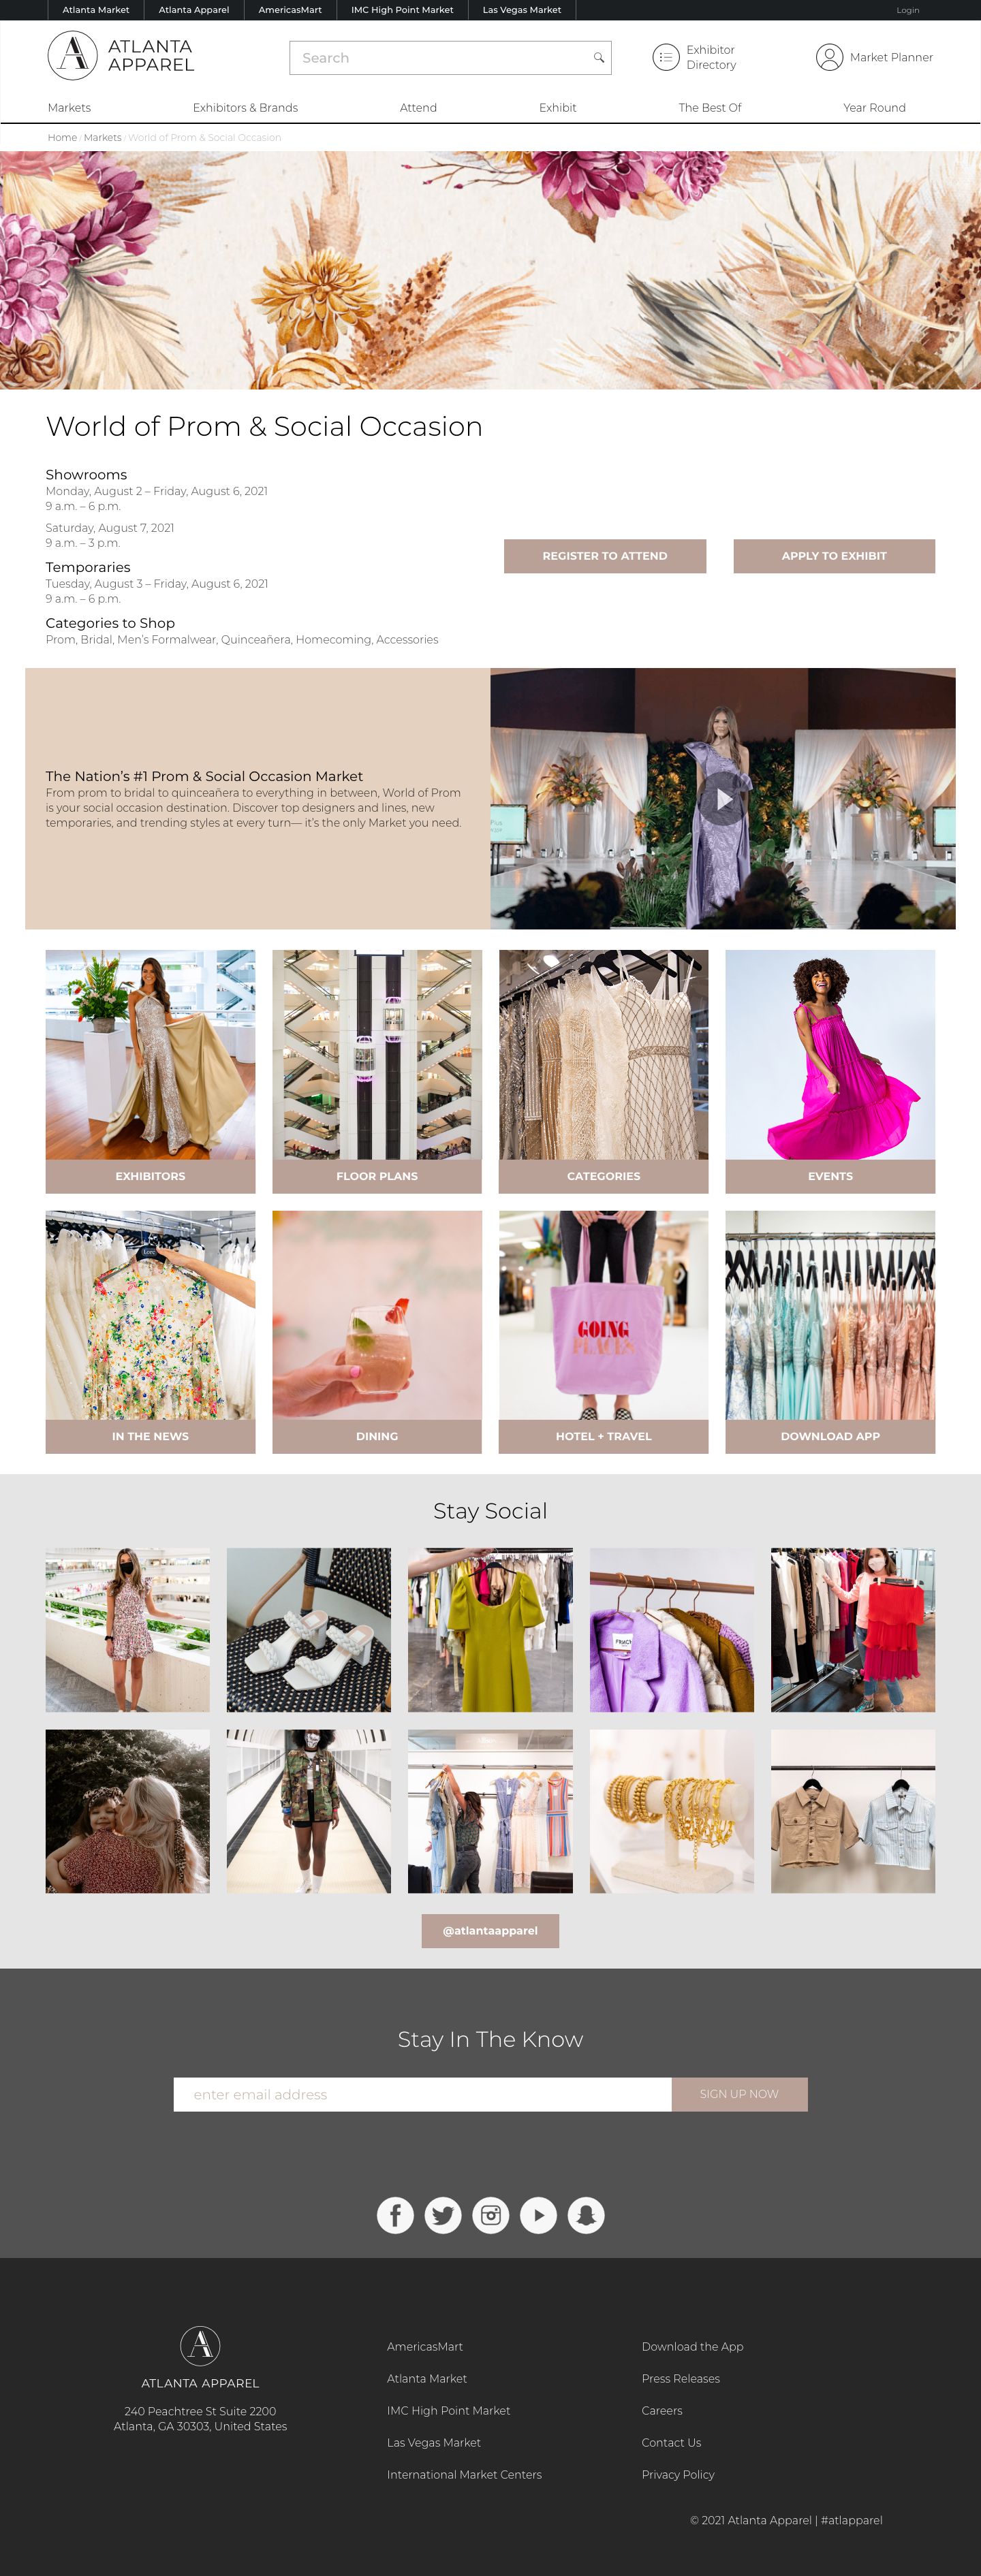 Atlanta Market
Atlanta Apparel
AmericasMart
IMC High Point Market
Las Vegas Market
Login
ATLANTA
APPAREL
Search
Exhibitor
Directory
Market Planner
Markets
Exhibitors & Brands
Attend
Exhibit
The Best Of
Year Round
Home / Markets / World of Prom & Social Occasion
World of Prom & Social Occasion
Showrooms
Monday, August 2 – Friday, August 6, 2021
9 a.m. – 6 p.m.
Saturday, August 7, 2021
9 a.m. – 3 p.m.
Temporaries
Tuesday, August 3 – Friday, August 6, 2021
9 a.m. – 6 p.m.
Categories to Shop
Prom, Bridal, Men's Formalwear, Quinceañera, Homecoming, Accessories
REGISTER TO ATTEND
APPLY TO EXHIBIT
The Nation's #1 Prom & Social Occasion Market
From prom to bridal to quinceañera to everything in between, World of Prom
is your social occasion destination. Discover top designers and lines, new
temporaries, and trending styles at every turn— it's the only Market you need.
EXHIBITORS
FLOOR PLANS
CATEGORIES
EVENTS
GOING
PLACES
IN THE NEWS
DINING
HOTEL + TRAVEL
DOWNLOAD APP
Stay Social
@atlantaapparel
Stay In The Know
enter email address
SIGN UP NOW
ATLANTA APPAREL
240 Peachtree St Suite 2200
Atlanta, GA 30303, United States
AmericasMart
Atlanta Market
IMC High Point Market
Las Vegas Market
International Market Centers
Download the App
Press Releases
Careers
Contact Us
Privacy Policy
© 2021 Atlanta Apparel | #atlapparel